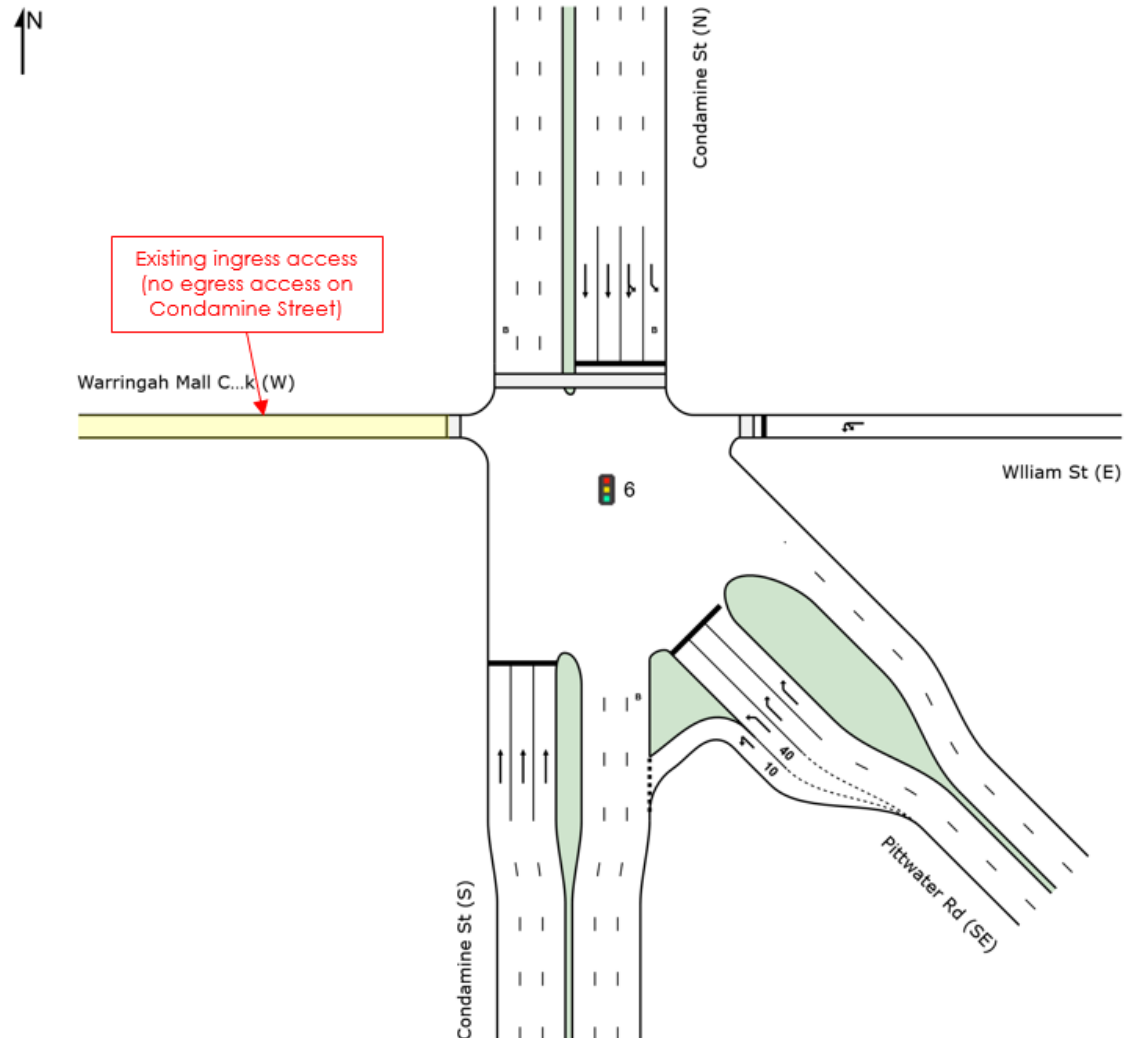 N
Condamine St (N)
Existing ingress access
(no egress access on
Condamine Street)
B
B
Warringah Mall C...k (W)
Wlliam St (E)
6
B
40
10
Pittwater Rd (SE)
Condamine St (S)